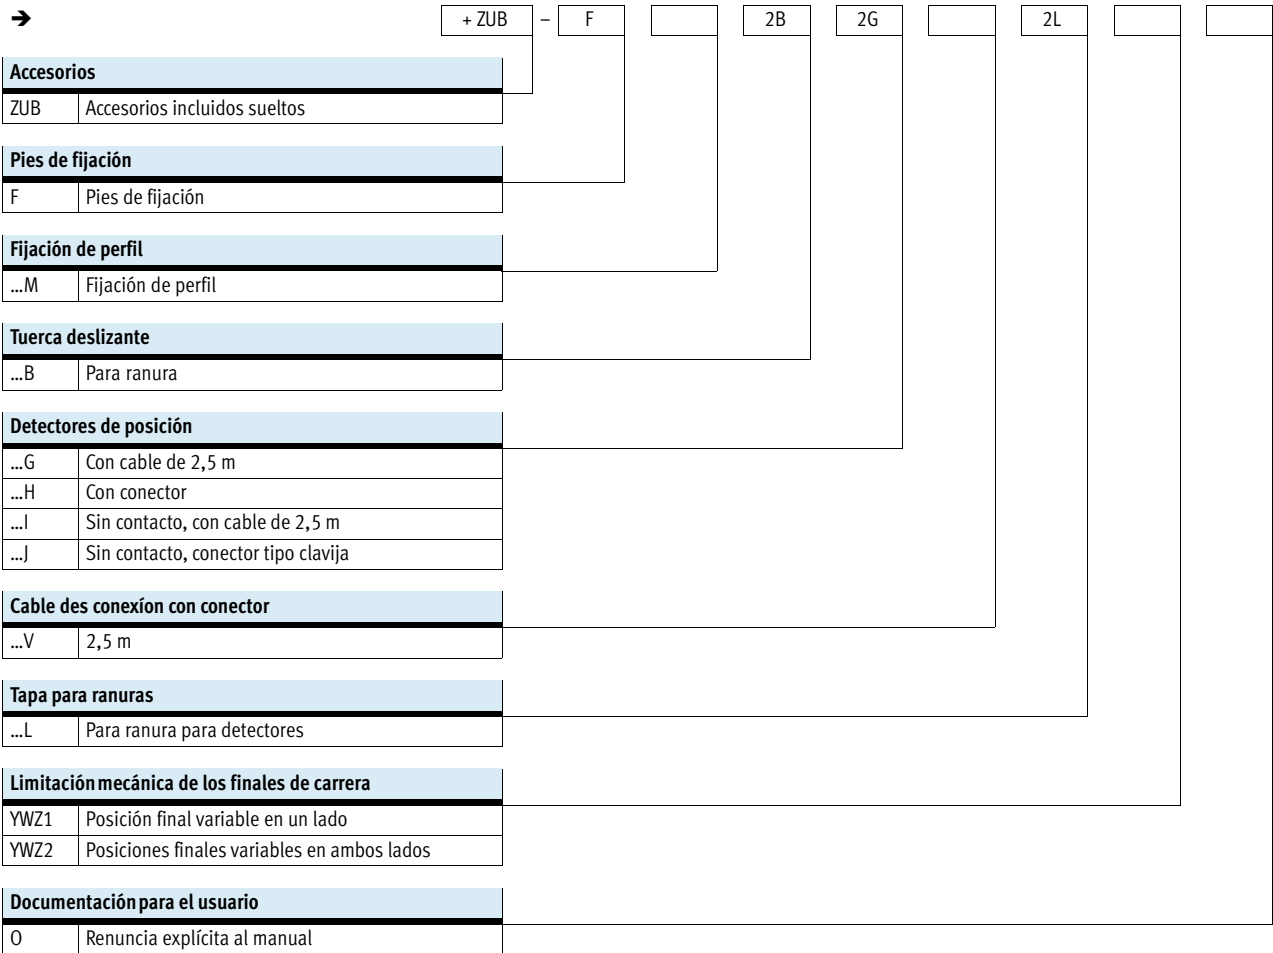 ➔ + ZUB – F 2B 2G 2L
Accesorios
ZUB Accesorios incluidos sueltos
Pies de fijación
F Pies de fijación
Fijación de perfil
...M Fijación de perfil
Tuerca deslizante
...B Para ranura
Detectores de posición
...G Con cable de 2,5 m
...H Con conector
...I Sin contacto, con cable de 2,5 m
...J Sin contacto, conector tipo clavija
Cable des conexíon con conector
...V 2,5 m
Tapa para ranuras
...L Para ranura para detectores
Limitación mecánica de los finales de carrera
YWZ1 Posición final variable en un lado
YWZ2 Posiciones finales variables en ambos lados
Documentación para el usuario
O Renuncia explícita al manual